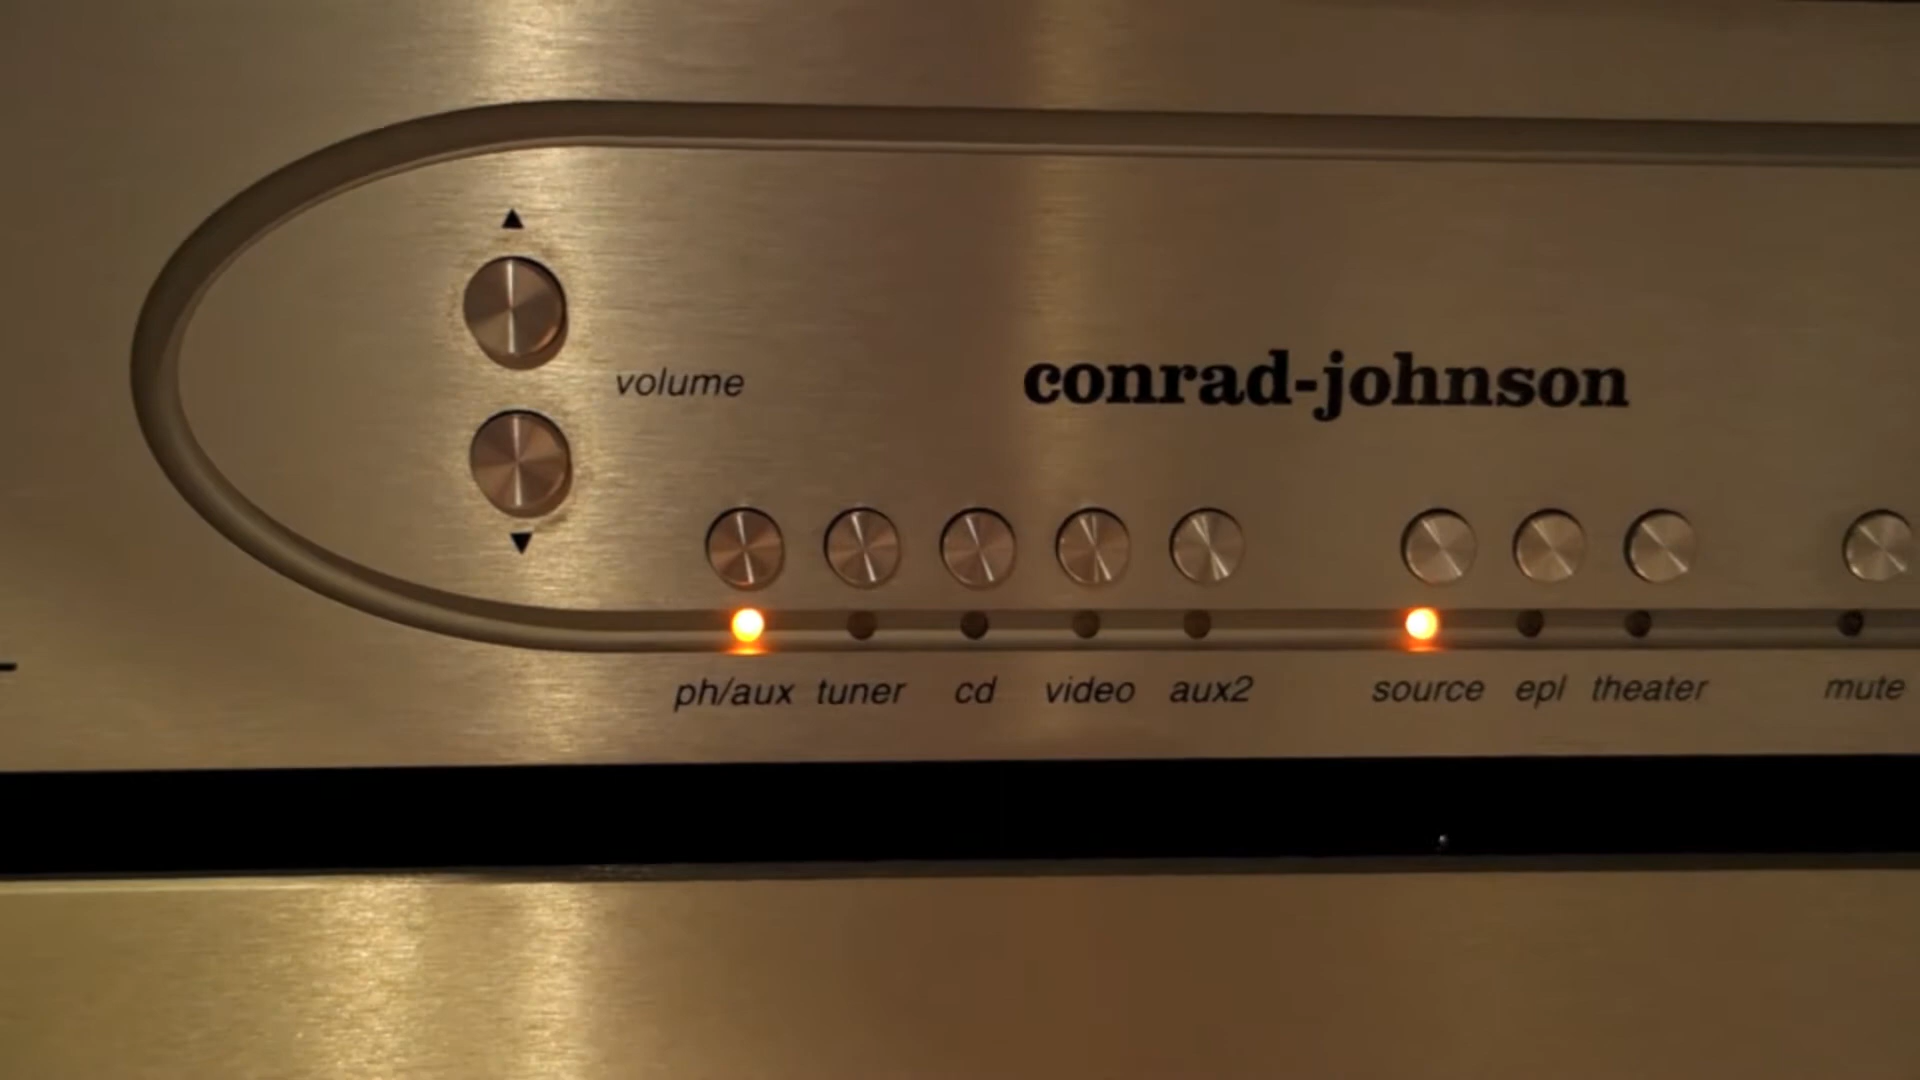 volume
conrad-johnson
ph/aux tuner cd video aux2 source epl theater mute